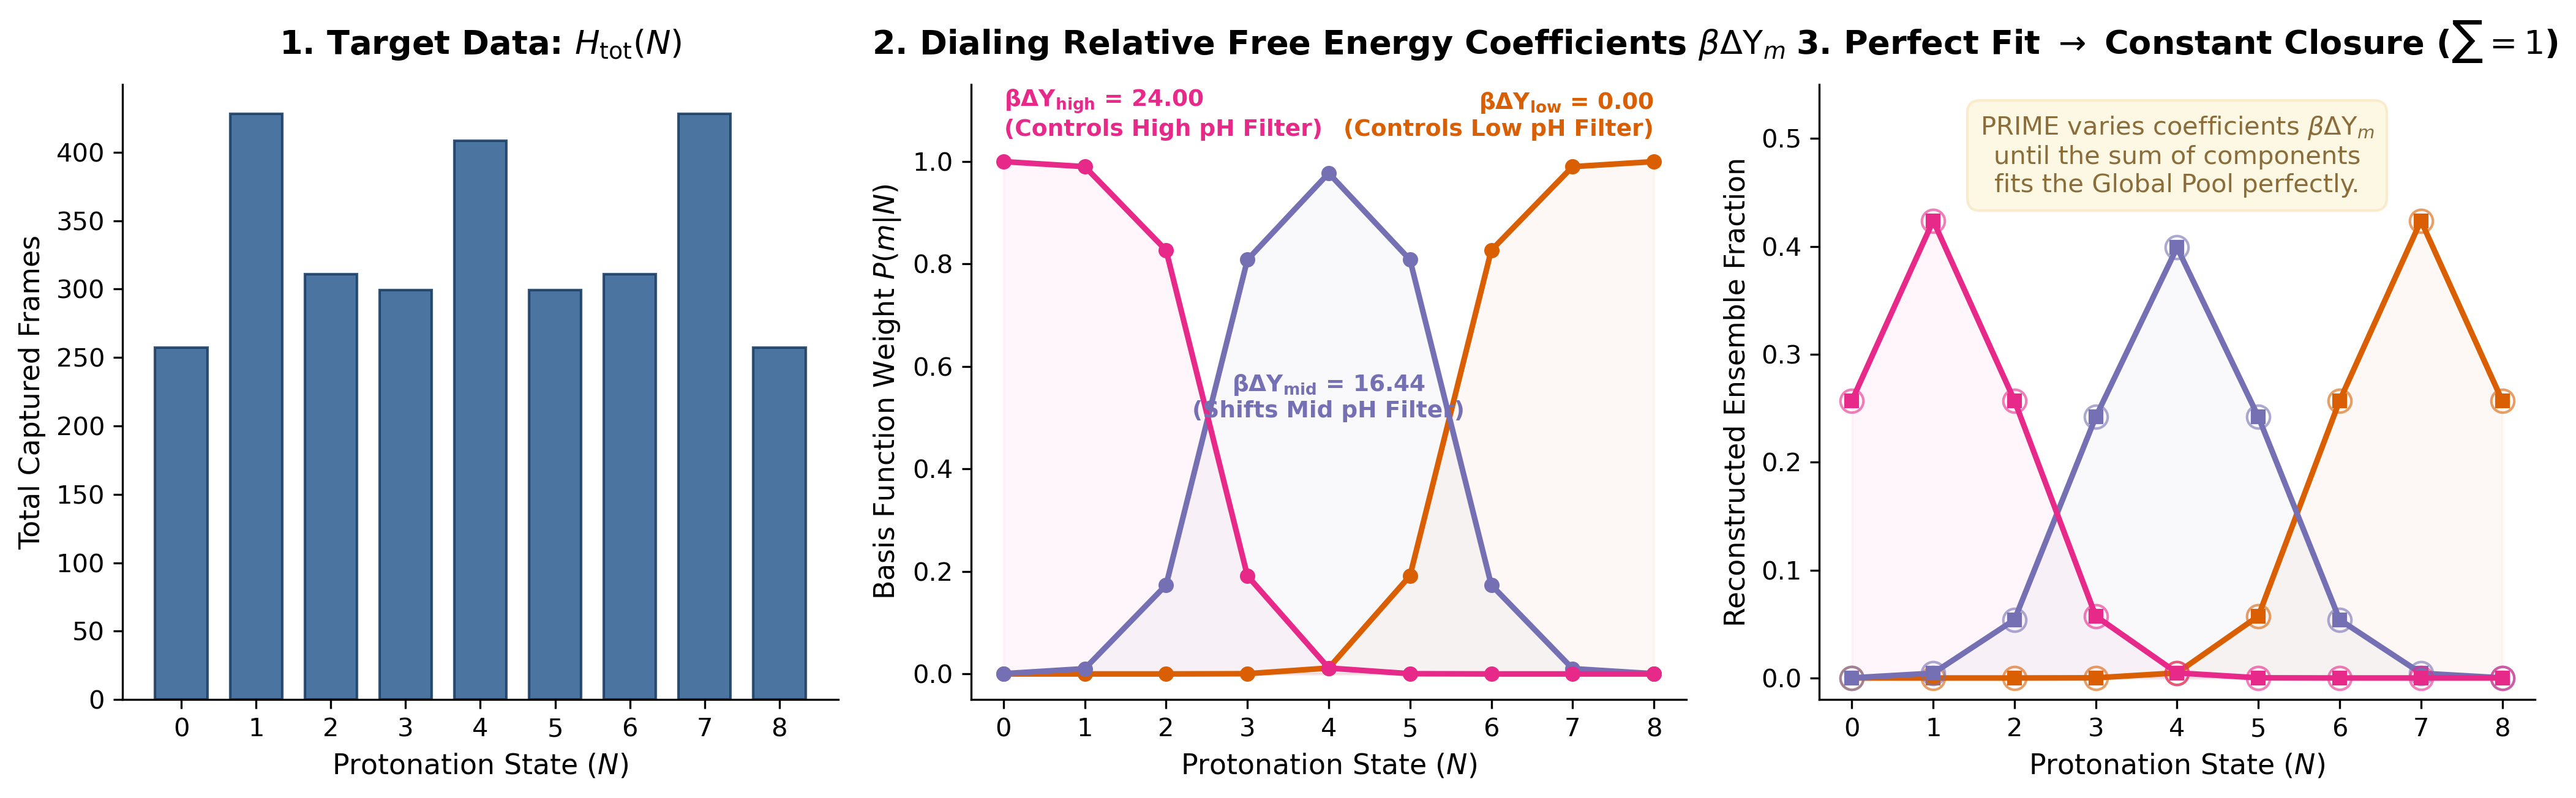 1. Target Data: H_tot(N)
Total Captured Frames
400
350
300
250
200
150
100
50
0
0 1 2 3 4 5 6 7 8
Protonation State (N)
2. Dialing Relative Free Energy Coefficients βΔΥ_m
βΔΥ_high = 24.00
(Controls High pH Filter)
βΔΥ_low = 0.00
(Controls Low pH Filter)
βΔΥ_mid = 16.44
(Shifts Mid pH Filter)
Basis Function Weight P(m|N)
1.0
0.8
0.6
0.4
0.2
0.0
0 1 2 3 4 5 6 7 8
Protonation State (N)
3. Perfect Fit → Constant Closure (∑ = 1)
PRIME varies coefficients βΔΥ_m
until the sum of components
fits the Global Pool perfectly.
Reconstructed Ensemble Fraction
0.5
0.4
0.3
0.2
0.1
0.0
0 1 2 3 4 5 6 7 8
Protonation State (N)